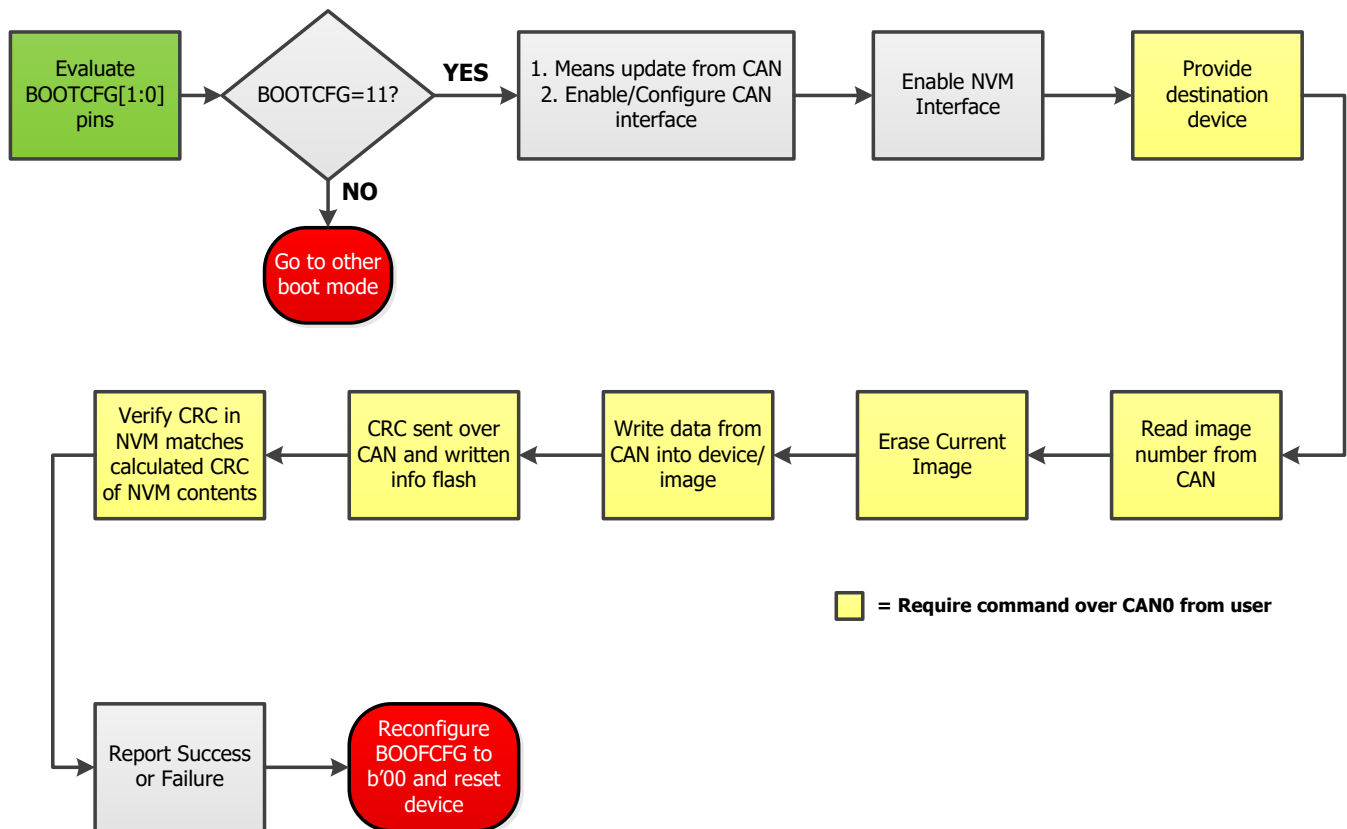 Evaluate
BOOTCFG[1:0]
pins
BOOTCFG=11?
YES
NO
Go to other
boot mode
1. Means update from CAN
2. Enable/Configure CAN
interface
Enable NVM
Interface
Provide
destination
device
Verify CRC in
NVM matches
calculated CRC
of NVM contents
CRC sent over
CAN and written
info flash
Write data from
CAN into device/
image
Erase Current
Image
Read image
number from
CAN
= Require command over CAN0 from user
Report Success
or Failure
Reconfigure
BOOFCFG to
b'00 and reset
device